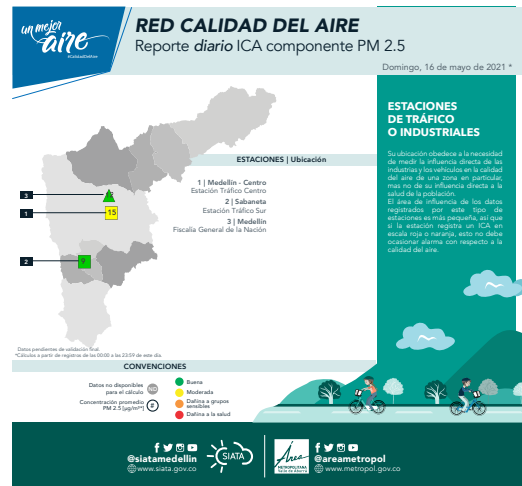 un mejor
aire
#CalidadDelAire
RED CALIDAD DEL AIRE
Reporte diario ICA componente PM 2.5
Domingo, 16 de mayo de 2021 *
ESTACIONES
DE TRÁFICO
O INDUSTRIALES
Su ubicación obedece a la necesidad
de medir la influencia directa de las
industrias y los vehículos en la calidad
del aire de una zona en particular,
mas no de su influencia directa a la
salud de la población.
El área de influencia de los datos
registrados por este tipo de
estaciones es más pequeña, así que
si la estación registra un ICA en
escala roja o naranja, esto no debe
ocasionar alarma con respecto a la
calidad del aire.
ESTACIONES | Ubicación
1 | Medellín - Centro
Estación Tráfico Centro
2 | Sabaneta
Estación Tráfico Sur
3 | Medellín
Fiscalía General de la Nación
3
1
15
2
9
Datos pendientes de validación final.
*Cálculos a partir de registros de las 00:00 a las 23:59 de este día.
CONVENCIONES
Datos no disponibles
para el cálculo
ND
Concentración promedio
PM 2.5 [µg/m³*]
#
Buena
Moderada
Dañina a grupos
sensibles
Dañina a la salud
@siatamedellin
www.siata.gov.co
SIATA
Área
METROPOLITANA
Valle de Aburrá
@areametropol
www.metropol.gov.co